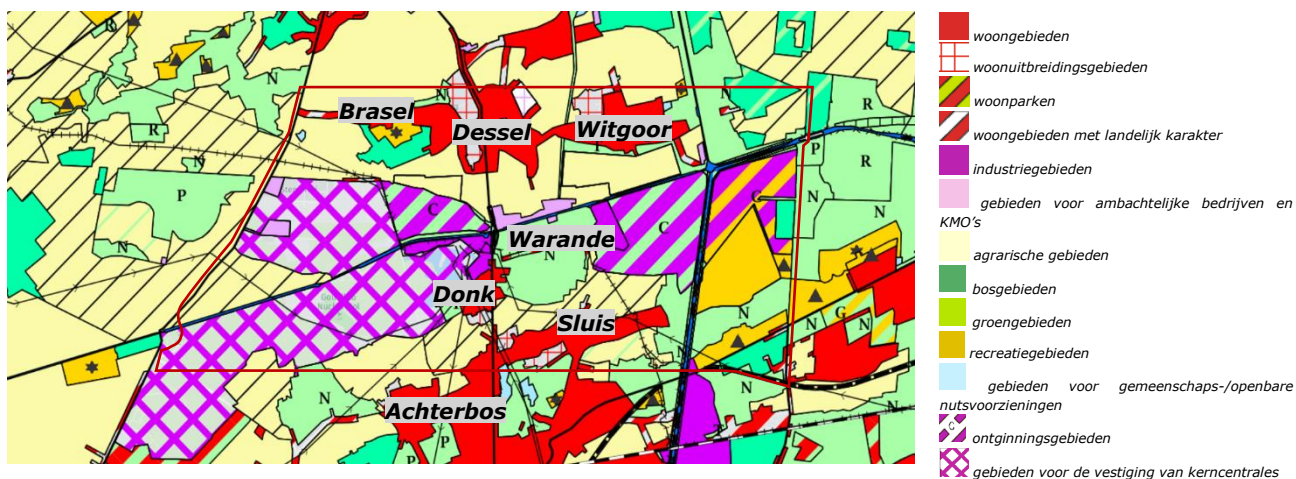 R
N
R
N
P
N
N
Brasel
Dessel
Witgoor
N
P
R
N
N
C
C
C
Warande
N
Donk
Sluis
N
N
G
N
N
N
N
Achterbos
N
P
P
woongebieden
woonuitbreidingsgebieden
woonparken
woongebieden met landelijk karakter
industriegebieden
gebieden voor ambachtelijke bedrijven en
KMO's
agrarische gebieden
bosgebieden
groengebieden
recreatiegebieden
gebieden voor gemeenschaps-/openbare
nutsvoorzieningen
C
ontginningsgebieden
gebieden voor de vestiging van kerncentrales